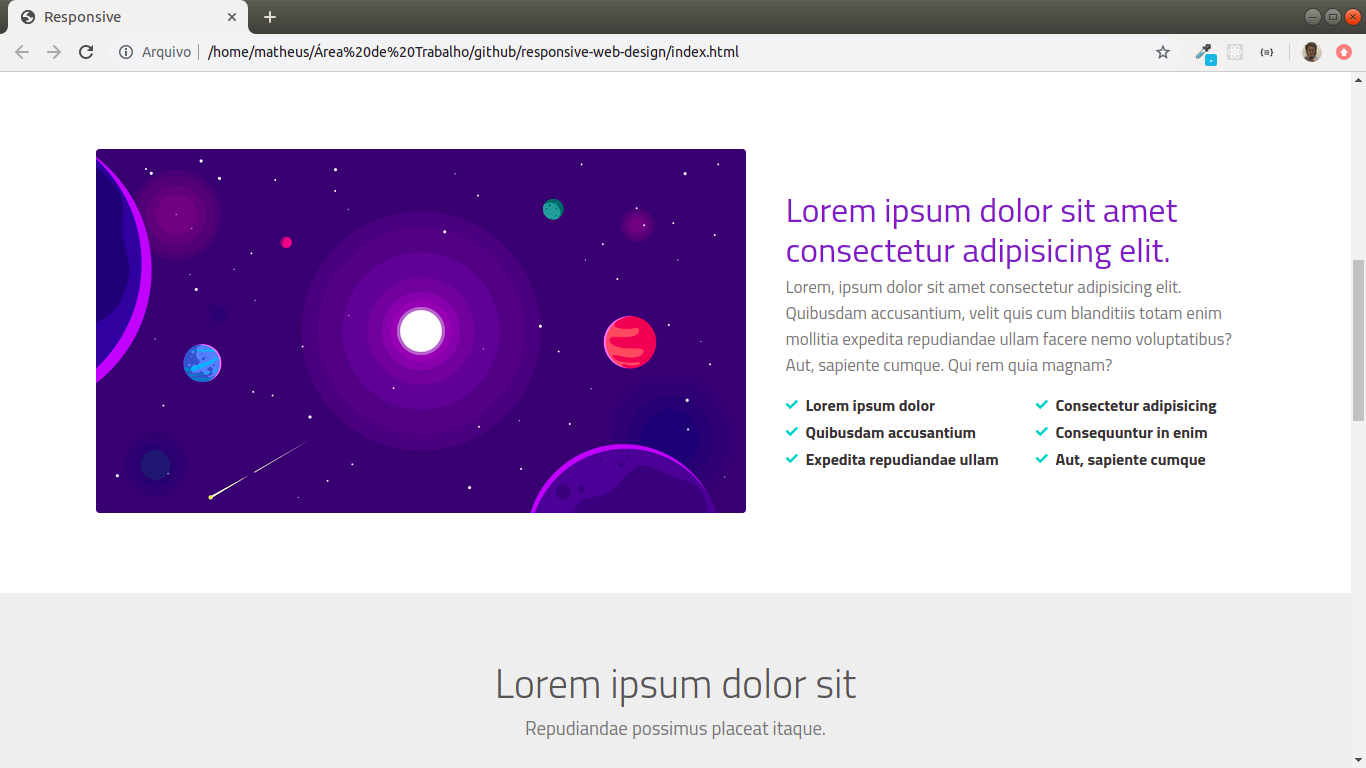 Responsive
Arquivo | /home/matheus/Área%20de%20Trabalho/github/responsive-web-design/index.html
Lorem ipsum dolor sit amet
consectetur adipisicing elit.
Lorem, ipsum dolor sit amet consectetur adipisicing elit.
Quibusdam accusantium, velit quis cum blanditiis totam enim
mollitia expedita repudiandae ullam facere nemo voluptatibus?
Aut, sapiente cumque. Qui rem quia magnam?
Lorem ipsum dolor
Consectetur adipisicing
Quibusdam accusantium
Consequuntur in enim
Expedita repudiandae ullam
Aut, sapiente cumque
Lorem ipsum dolor sit
Repudiandae possimus placeat itaque.